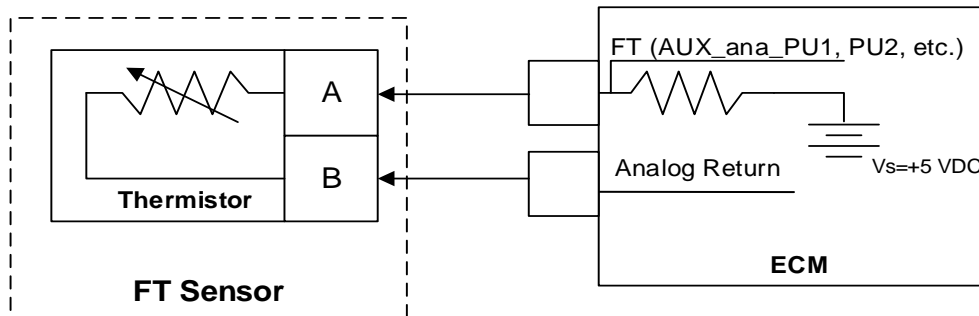 FT (AUX_ana_PU1, PU2, etc.)
A
B
Analog Return
Vs=+5 VDC
Thermistor
ECM
FT Sensor